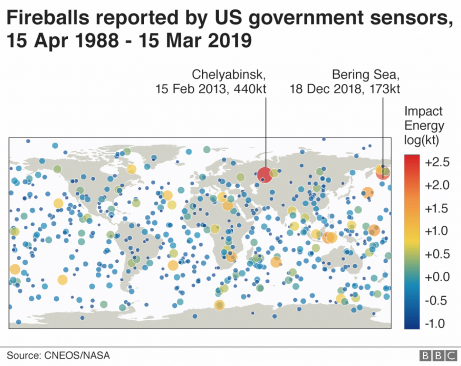 Fireballs reported by US government sensors,
15 Apr 1988 - 15 Mar 2019
Chelyabinsk,
15 Feb 2013, 440kt
Bering Sea,
18 Dec 2018, 173kt
Impact
Energy
log(kt)
+2.5
+2.0
+1.5
+1.0
+0.5
+0.0
-0.5
-1.0
Source: CNEOS/NASA
BBC